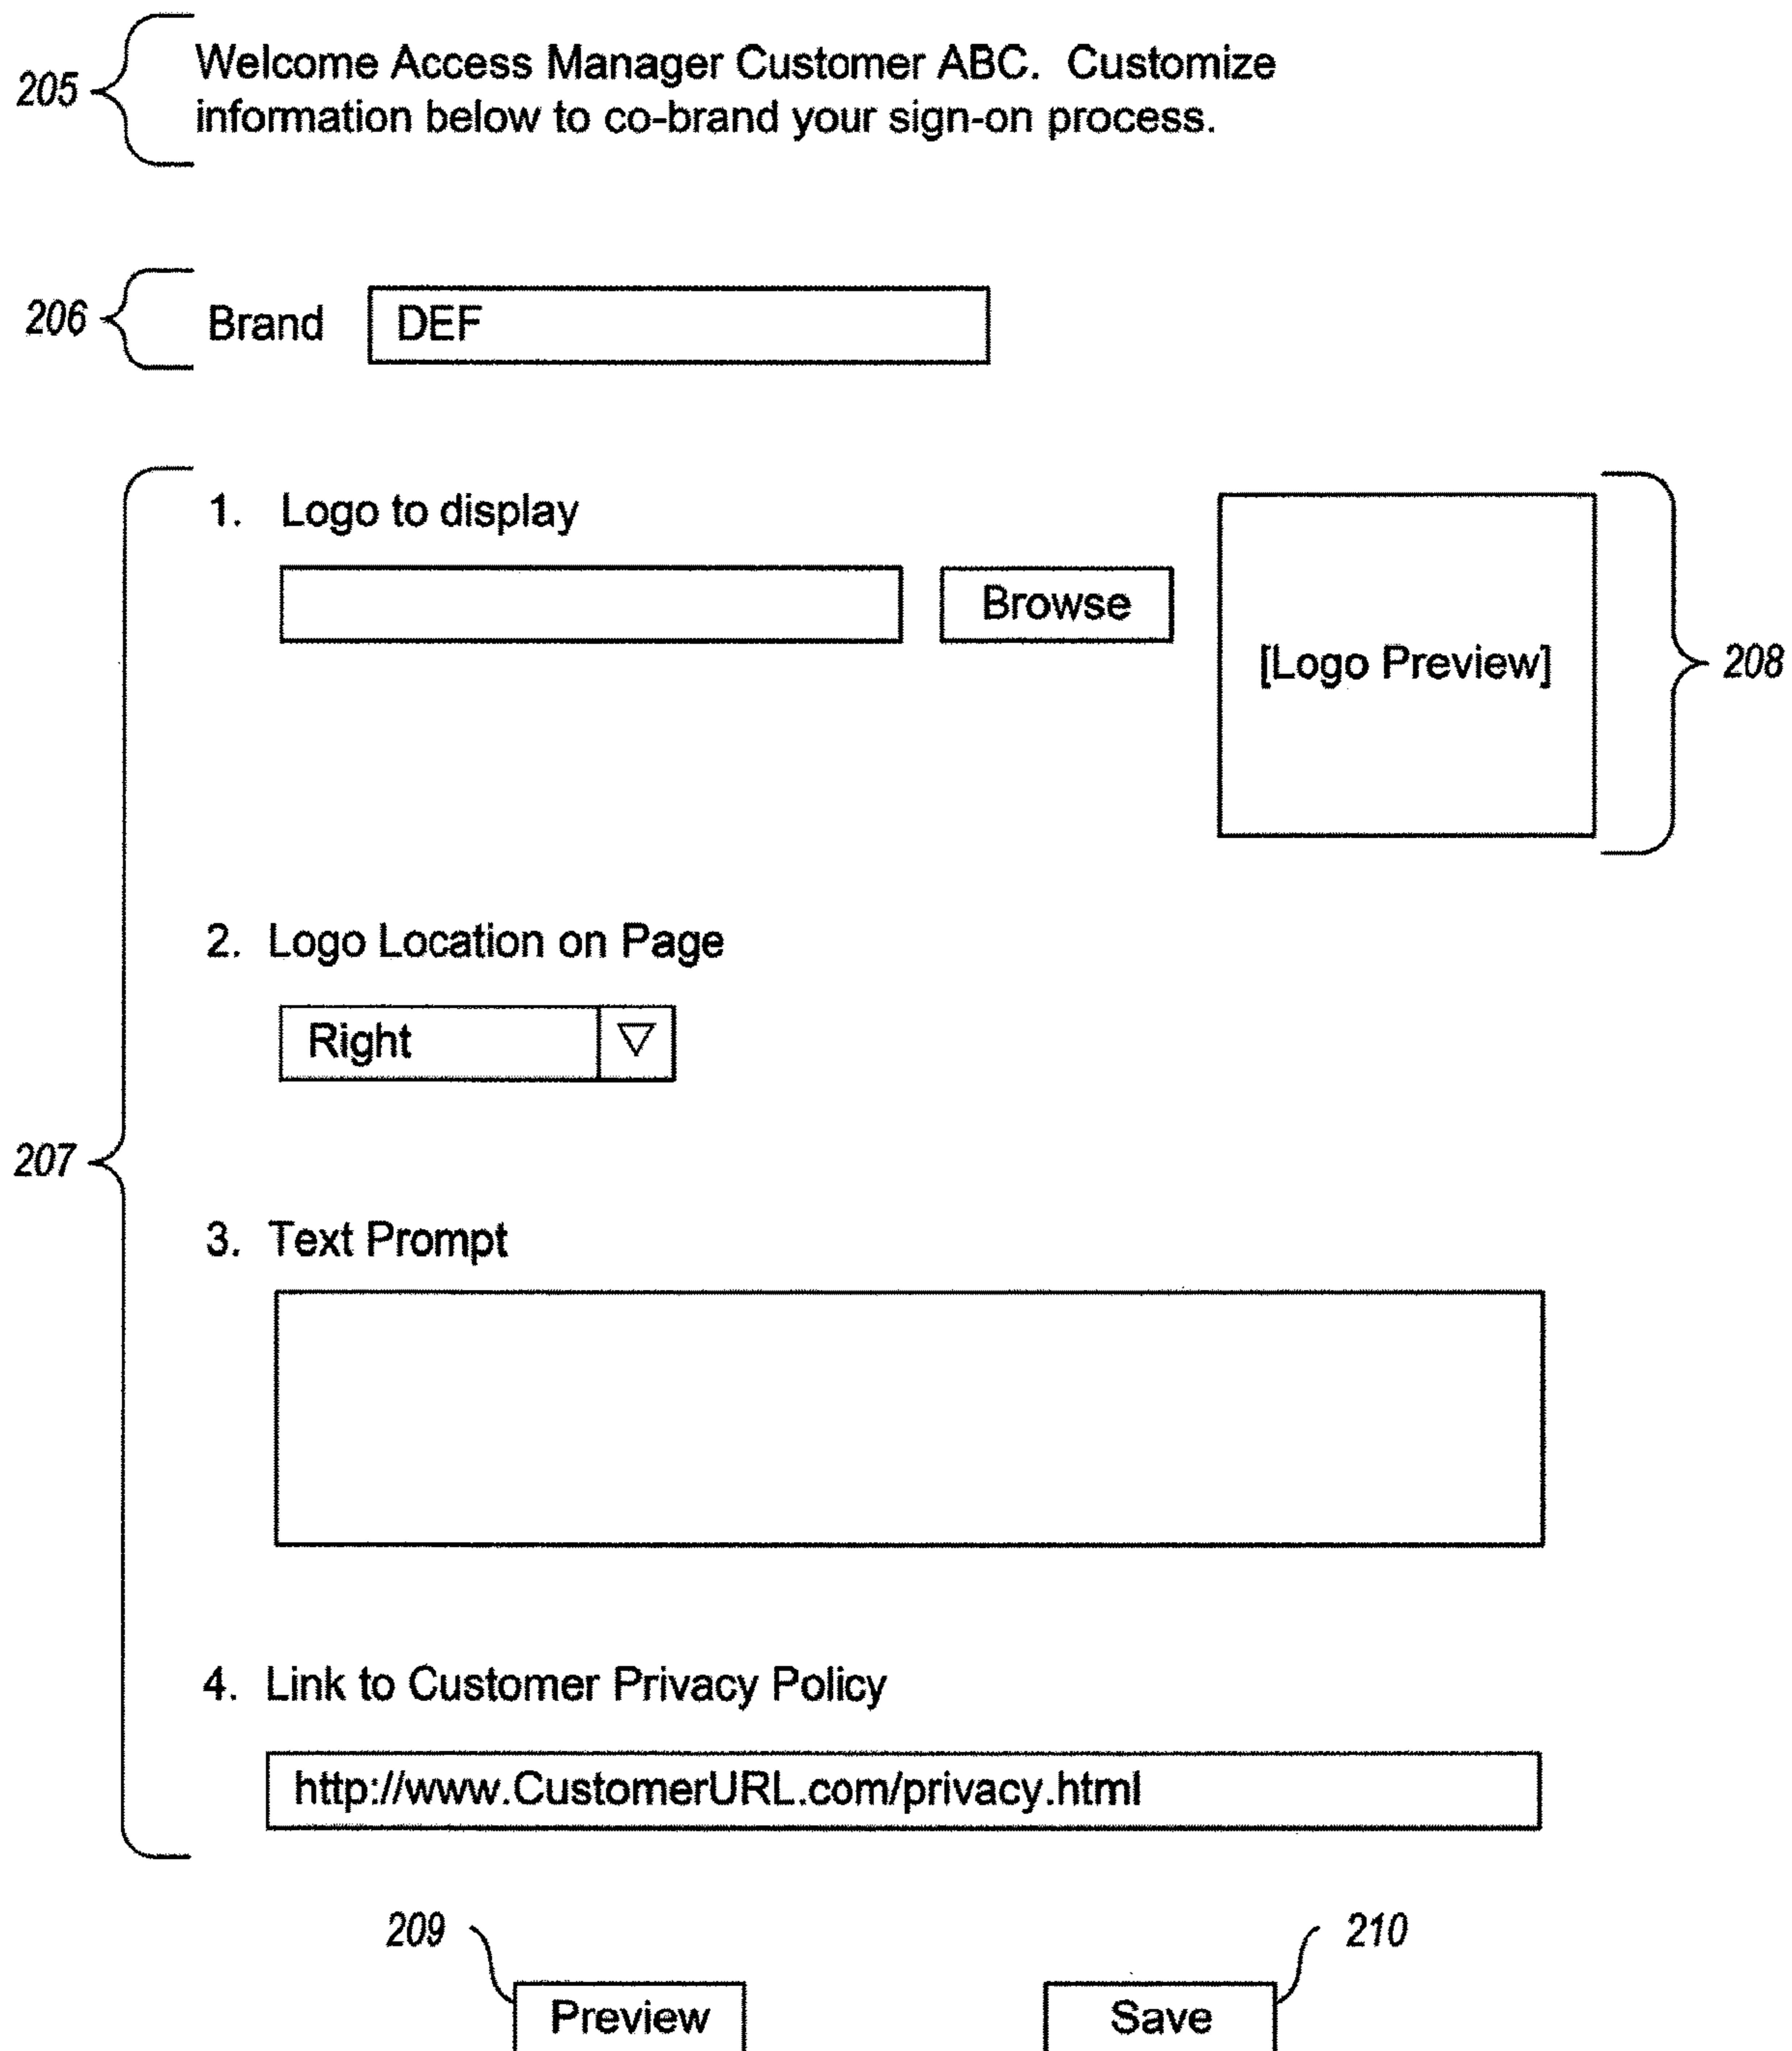 205
Welcome Access Manager Customer ABC. Customize
information below to co-brand your sign-on process.
206
Brand
DEF
207
1. Logo to display
Browse
[Logo Preview]
208
2. Logo Location on Page
Right
3. Text Prompt
4. Link to Customer Privacy Policy
http://www.CustomerURL.com/privacy.html
209
Preview
210
Save